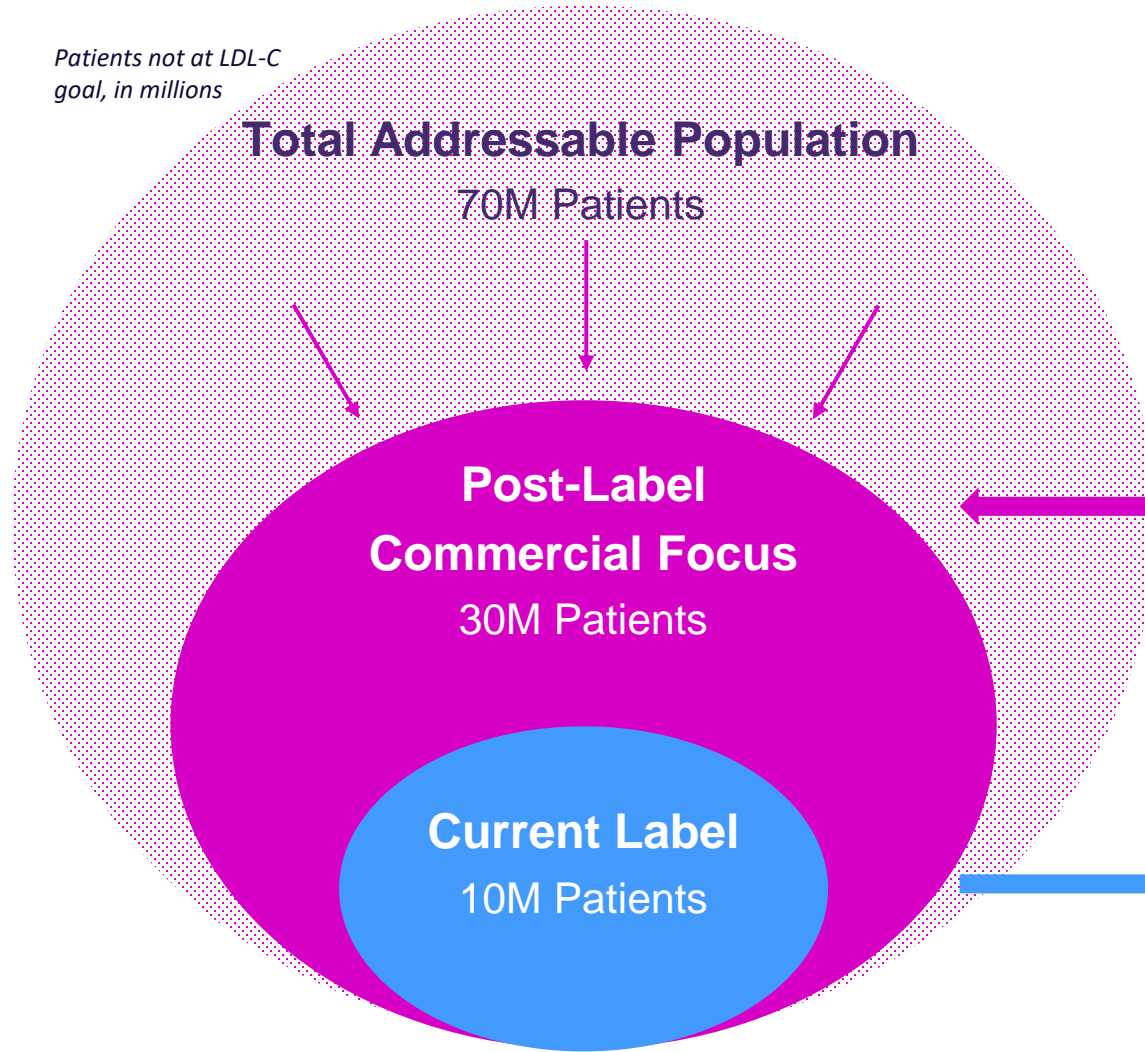 Patients not at LDL-C
goal, in millions
Total Addressable Population
70M Patients
Post-Label
Commercial Focus
30M Patients
Current Label
10M Patients